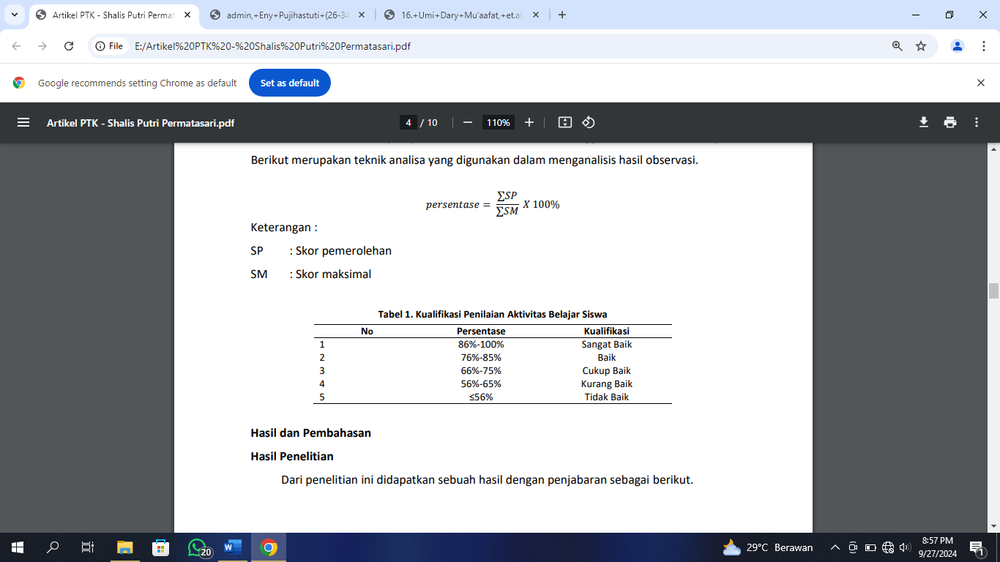 Artikel PTK - Shalis Putri Permat
admin,+Eny+Pujihastuti+(26-34
16.+Umi+Dary+Mu'aafat,+et.al
File
E:/Artikel%20PTK%20-%20Shalis%20Putri%20Permatasari.pdf
Google recommends setting Chrome as default
Set as default
Artikel PTK - Shalis Putri Permatasari.pdf
4 / 10
110%
Berikut merupakan teknik analisa yang digunakan dalam menganalisis hasil observasi.
persentase = ∑SP/∑SM X 100%
Keterangan :
SP : Skor pemerolehan
SM : Skor maksimal
Tabel 1. Kualifikasi Penilaian Aktivitas Belajar Siswa
No Persentase Kualifikasi
1 86%-100% Sangat Baik
2 76%-85% Baik
3 66%-75% Cukup Baik
4 56%-65% Kurang Baik
5 ≤56% Tidak Baik
Hasil dan Pembahasan
Hasil Penelitian
Dari penelitian ini didapatkan sebuah hasil dengan penjabaran sebagai berikut.
20
29°C Berawan
8:57 PM
9/27/2024
1